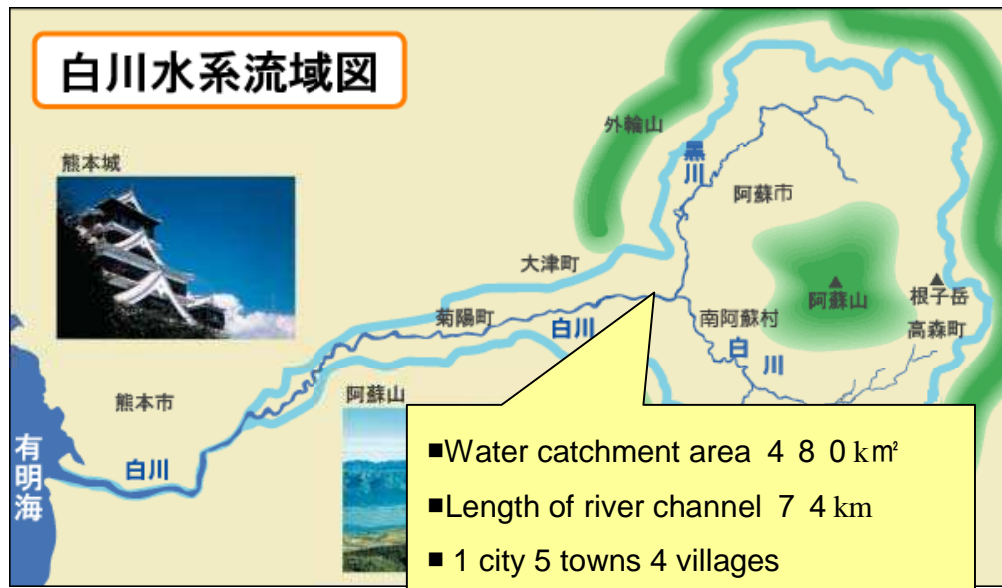 白川水系流域図
熊本城
外輪山
黒川
阿蘇市
大津町
阿蘇山
根子岳
菊陽町
白川
南阿蘇村
高森町
白川
阿蘇山
熊本市
有明海
白川
■Water catchment area ４８０k㎡
■Length of river channel ７４km
■ 1 city 5 towns 4 villages